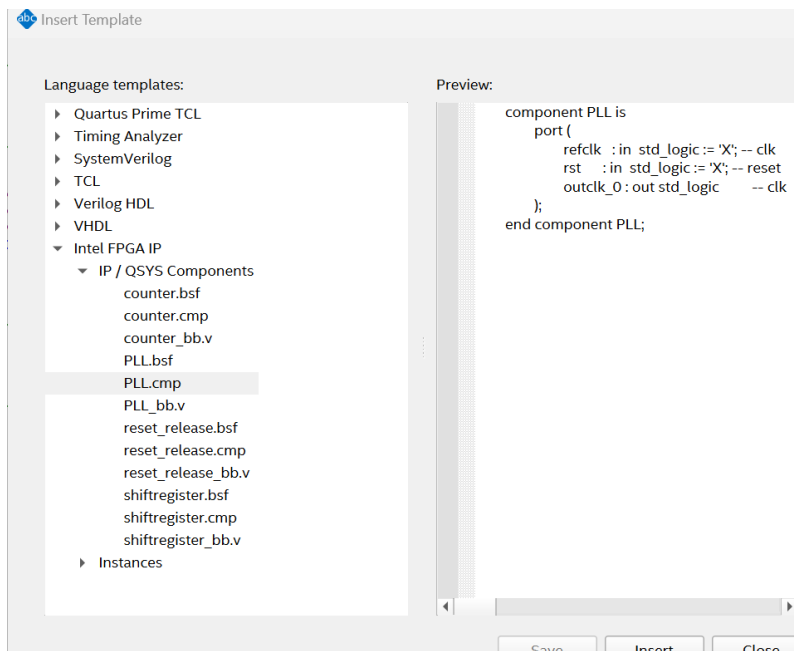 abc Insert Template
Language templates:
Quartus Prime TCL
Timing Analyzer
SystemVerilog
TCL
Verilog HDL
VHDL
Intel FPGA IP
IP / QSYS Components
counter.bsf
counter.cmp
counter_bb.v
PLL.bsf
PLL.cmp
PLL_bb.v
reset_release.bsf
reset_release.cmp
reset_release_bb.v
shiftregister.bsf
shiftregister.cmp
shiftregister_bb.v
Instances
Preview:
component PLL is
port (
refclk : in std_logic := 'X'; -- clk
rst : in std_logic := 'X'; -- reset
outclk_0 : out std_logic -- clk
);
end component PLL;
Save Insert Close